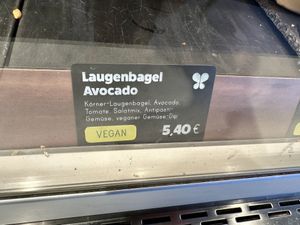 Laugenbagel
Avocado
Körner-Laugenbagel, Avocado,
Tomate, Salatmix, Antipasti-
Gemüse, veganer Gemüse-Dip
VEGAN
5,40 €